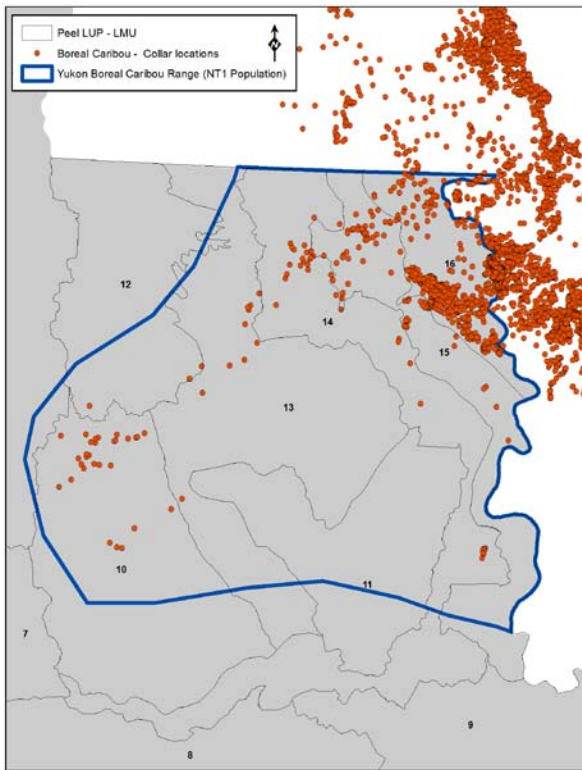 Peel LUP - LMU
Boreal Caribou - Collar locations
Yukon Boreal Caribou Range (NT1 Population)
N
12
16
14
15
13
10
11
7
9
8